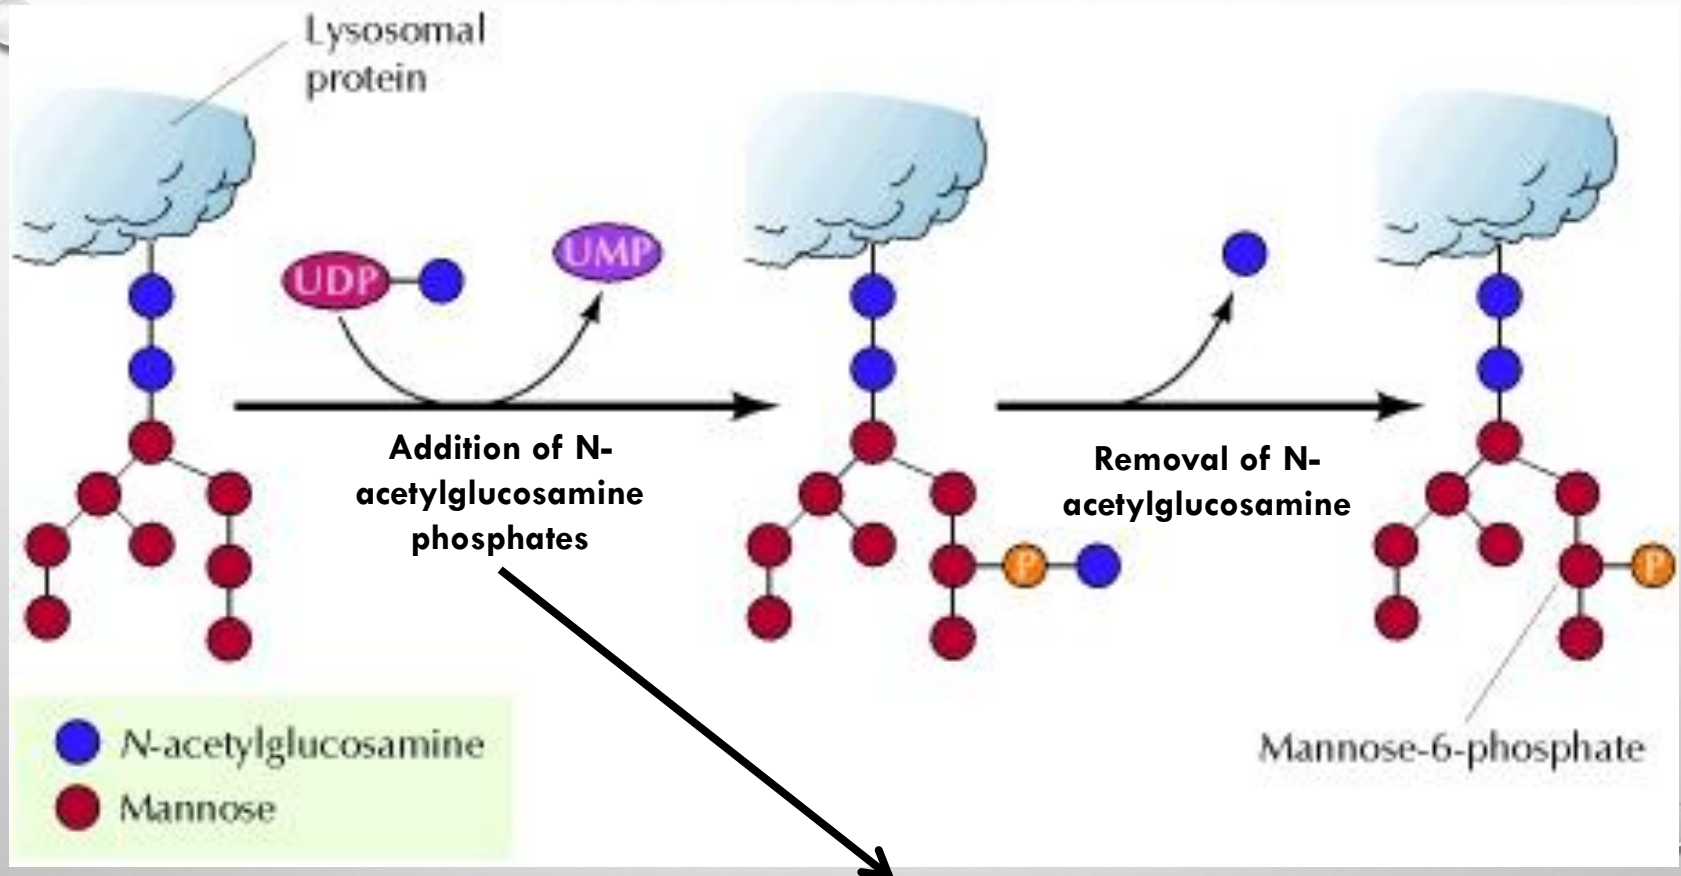 Lysosomal
protein
UDP
UMP
Addition of N-
acetylglucosamine
phosphates
Removal of N-
acetylglucosamine
P
P
Mannose-6-phosphate
N-acetylglucosamine
Mannose